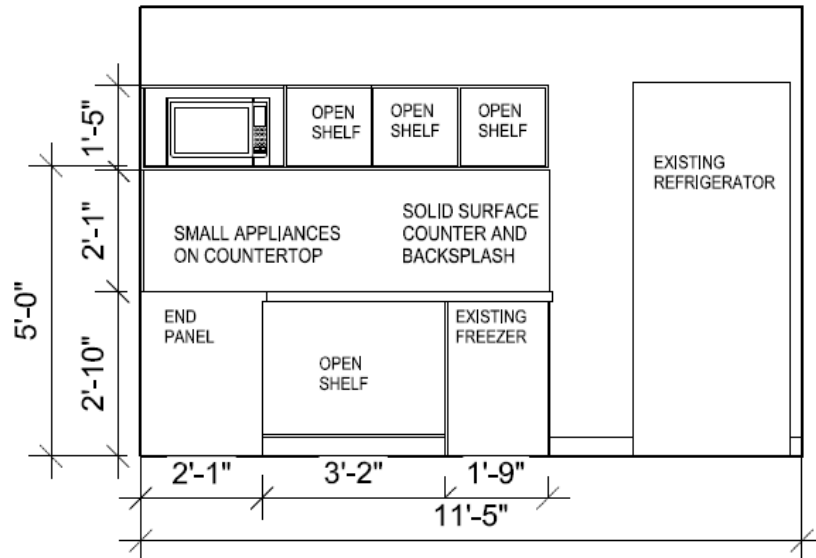 OPEN
SHELF
OPEN
SHELF
OPEN
SHELF
EXISTING
REFRIGERATOR
SMALL APPLIANCES
ON COUNTERTOP
SOLID SURFACE
COUNTER AND
BACKSPLASH
END
PANEL
OPEN
SHELF
EXISTING
FREEZER
1'-5"
2'-1"
5'-0"
2'-10"
2'-1"
3'-2"
1'-9"
11'-5"